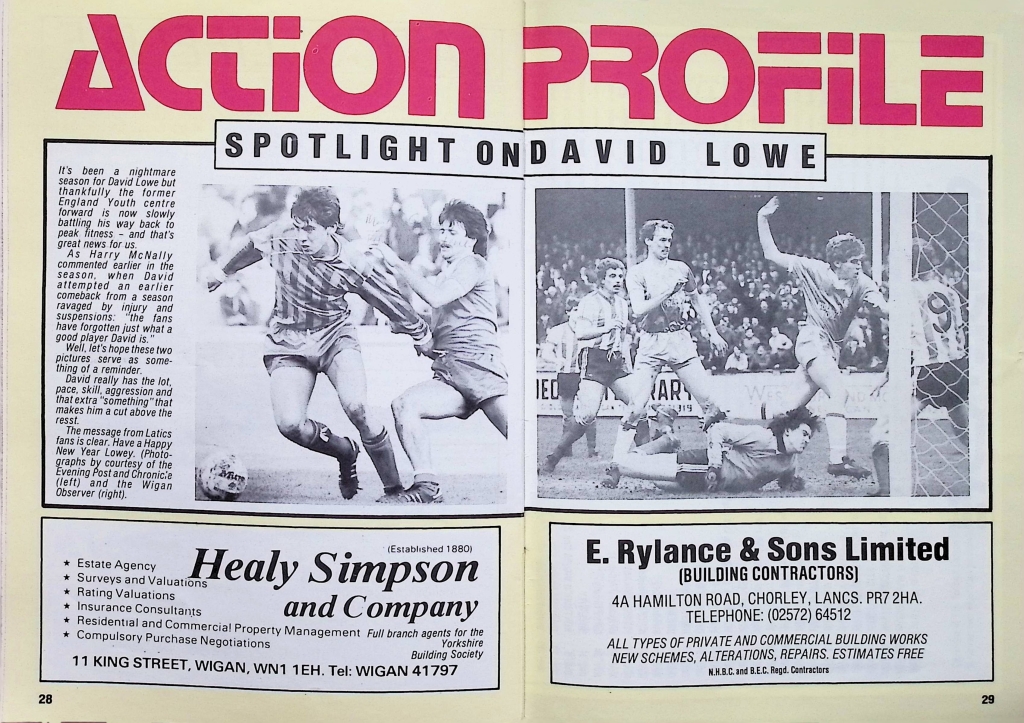 ACTION PROFILE
SPOTLIGHT ON DAVID LOWE
It's been a nightmare
season for David Lowe but
thankfully the former
England Youth centre
forward is now slowly
battling his way back to
peak fitness – and that's
great news for us.
As Harry McNally
commented earlier in the
season, when David
attempted an earlier
comeback from a season
ravaged by injury and
suspensions: "the fans
have forgotten just what a
good player David is."
Well, let's hope these two
pictures serve as some-
thing of a reminder.
David really has the lot,
pace, skill, aggression and
that extra "something" that
makes him a cut above the
resst.
The message from Latics
fans is clear. Have a Happy
New Year Lowey. (Photo-
graphs by courtesy of the
Evening Post and Chronicle
(left) and the Wigan
Observer (right).
9
(Established 1880)
Healy Simpson
and Company
★ Estate Agency
★ Surveys and Valuations
★ Rating Valuations
★ Insurance Consultants
★ Residential and Commercial Property Management
★ Compulsory Purchase Negotiations
Full branch agents for the
Yorkshire
Building Society
11 KING STREET, WIGAN, WN1 1EH. Tel: WIGAN 41797
E. Rylance & Sons Limited
(BUILDING CONTRACTORS)
4A HAMILTON ROAD, CHORLEY, LANCS. PR7 2HA.
TELEPHONE: (02572) 64512
ALL TYPES OF PRIVATE AND COMMERCIAL BUILDING WORKS
NEW SCHEMES, ALTERATIONS, REPAIRS. ESTIMATES FREE
N.H.B.C. and B.E.C. Regd. Contractors
28
29